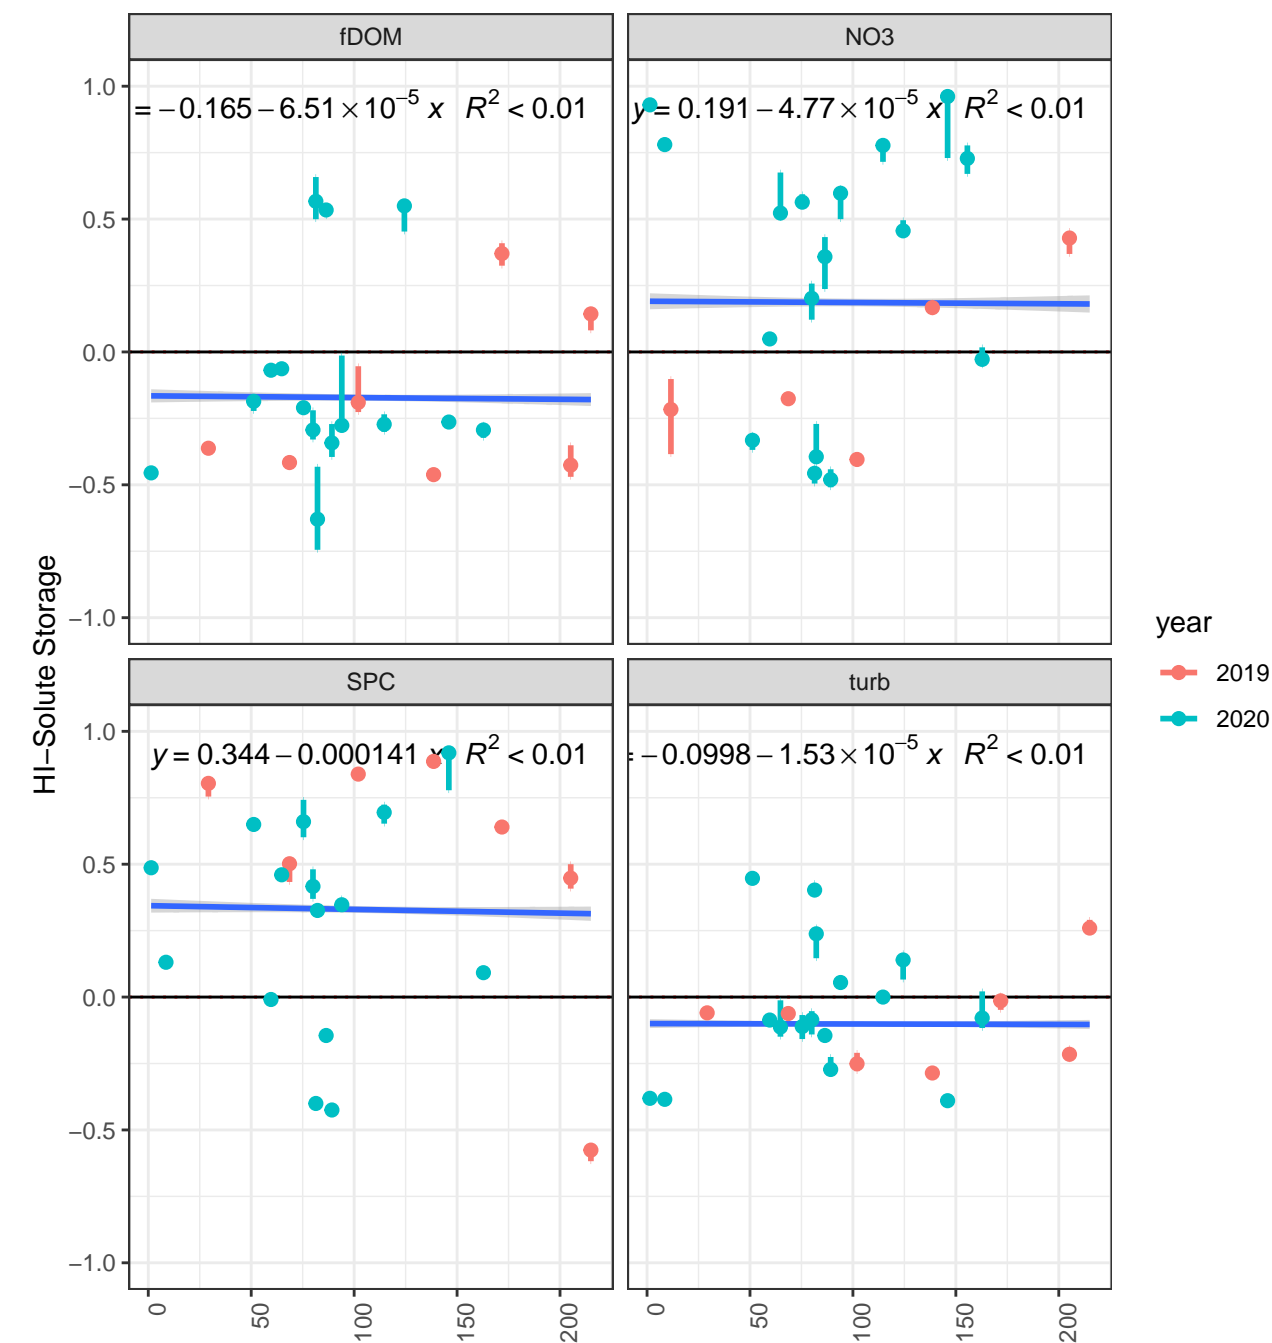 fDOM NO3
1.0
= −0.165 − 6.51 × 10⁻⁵ x R² < 0.01
y = 0.191 − 4.77 × 10⁻⁵ x R² < 0.01
0.5
0.0
−0.5
−1.0
HI−Solute Storage
SPC turb
1.0
y = 0.344 − 0.000141 x R² < 0.01
= −0.0998 − 1.53 × 10⁻⁵ x R² < 0.01
0.5
0.0
−0.5
−1.0
0 50 100 150 200
0 50 100 150 200
year
2019
2020